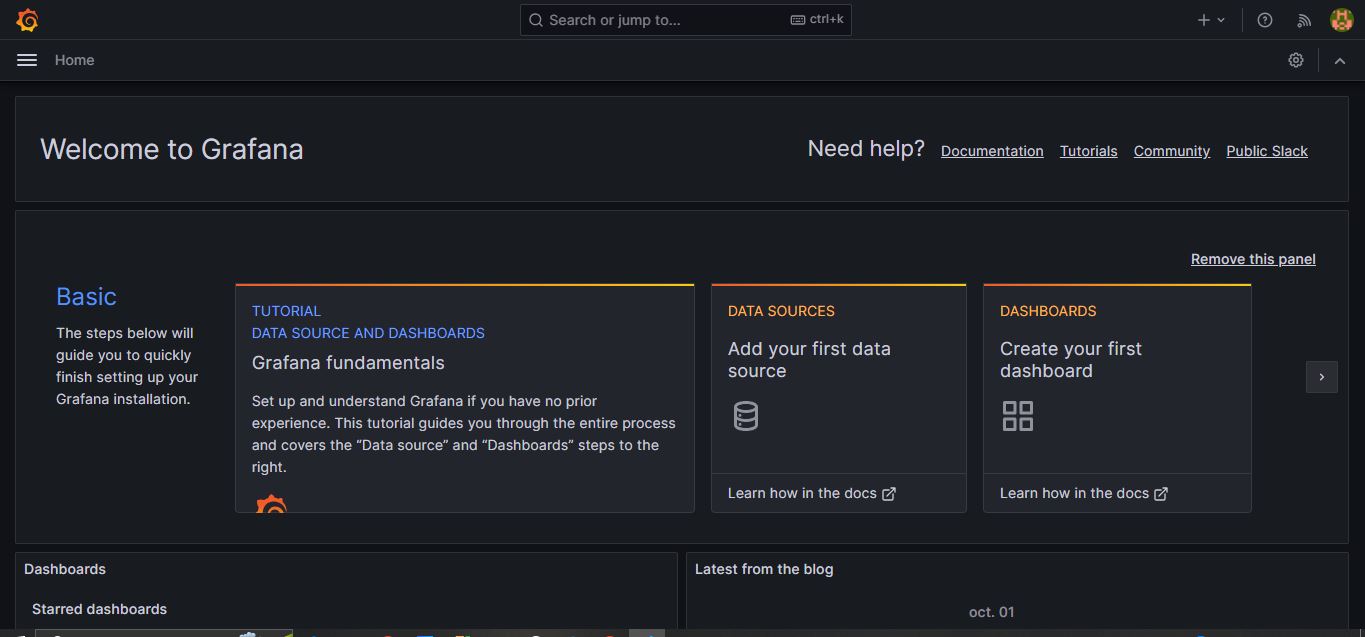 Search or jump to... ctrl+k
Home
Welcome to Grafana
Need help? Documentation Tutorials Community Public Slack
Remove this panel
Basic
The steps below will
guide you to quickly
finish setting up your
Grafana installation.
TUTORIAL
DATA SOURCE AND DASHBOARDS
Grafana fundamentals
Set up and understand Grafana if you have no prior
experience. This tutorial guides you through the entire process
and covers the “Data source” and “Dashboards” steps to the
right.
DATA SOURCES
Add your first data
source
Learn how in the docs
DASHBOARDS
Create your first
dashboard
Learn how in the docs
Dashboards
Starred dashboards
Latest from the blog
oct. 01